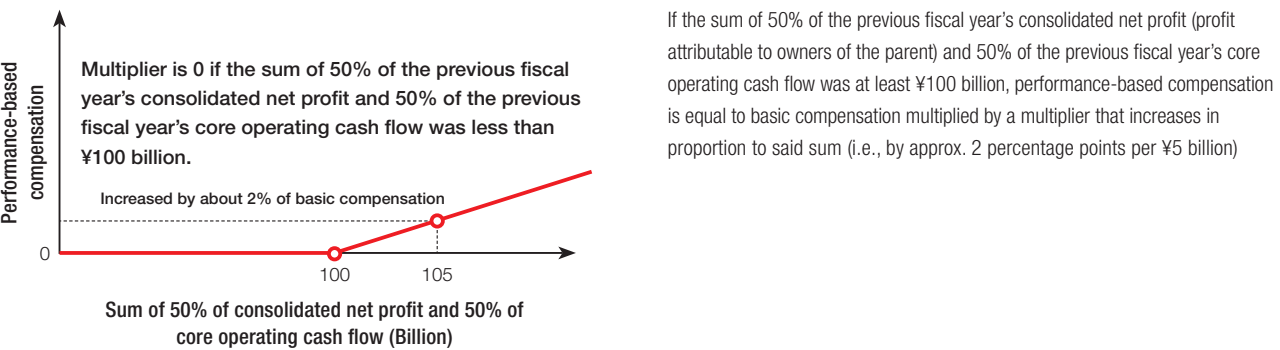 Performance-based
compensation
Multiplier is 0 if the sum of 50% of the previous fiscal
year’s consolidated net profit and 50% of the previous
fiscal year’s core operating cash flow was less than
¥100 billion.
Increased by about 2% of basic compensation
0
100
105
Sum of 50% of consolidated net profit and 50% of
core operating cash flow (Billion)
If the sum of 50% of the previous fiscal year’s consolidated net profit (profit
attributable to owners of the parent) and 50% of the previous fiscal year’s core
operating cash flow was at least ¥100 billion, performance-based compensation
is equal to basic compensation multiplied by a multiplier that increases in
proportion to said sum (i.e., by approx. 2 percentage points per ¥5 billion)